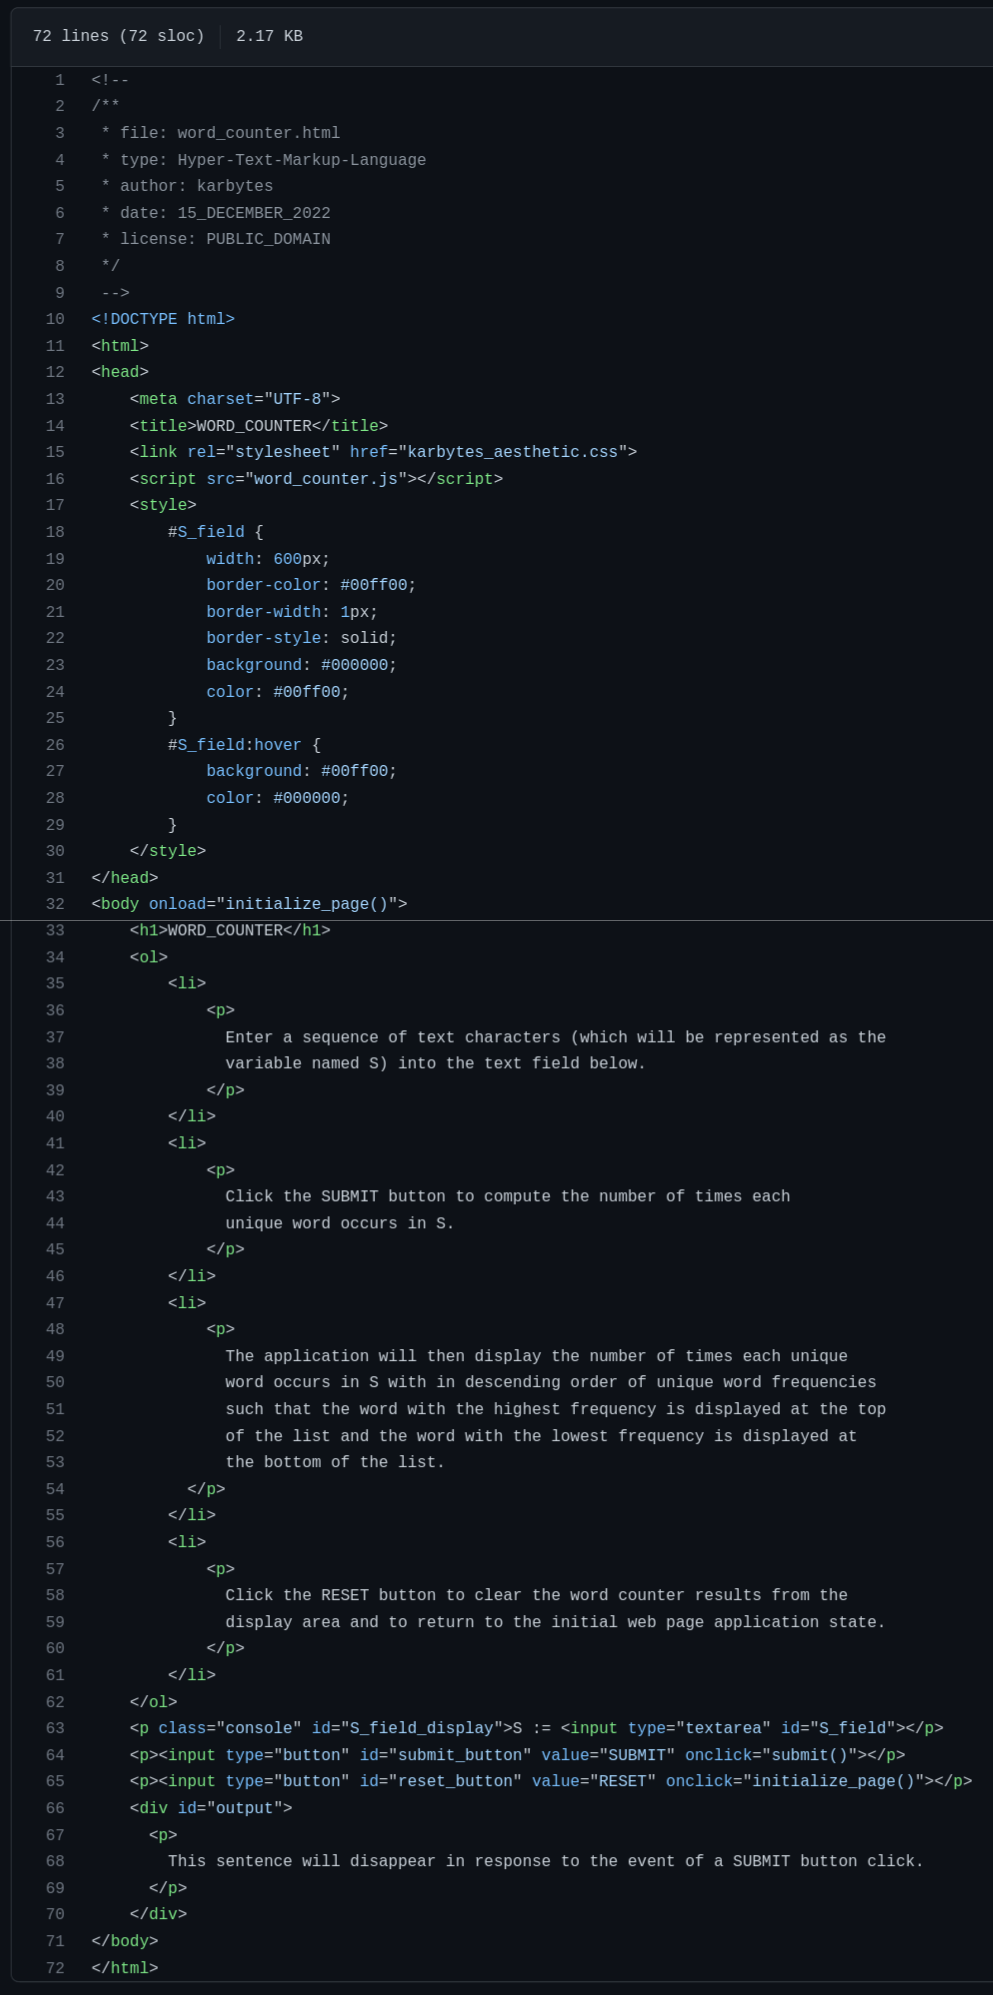 72 lines (72 sloc) 2.17 KB
1 <!--
2 /**
3  * file: word_counter.html
4  * type: Hyper-Text-Markup-Language
5  * author: karbytes
6  * date: 15_DECEMBER_2022
7  * license: PUBLIC_DOMAIN
8  */
9  -->
10 <!DOCTYPE html>
11 <html>
12 <head>
13     <meta charset="UTF-8">
14     <title>WORD_COUNTER</title>
15     <link rel="stylesheet" href="karbytes_aesthetic.css">
16     <script src="word_counter.js"></script>
17     <style>
18         #S_field {
19             width: 600px;
20             border-color: #00ff00;
21             border-width: 1px;
22             border-style: solid;
23             background: #000000;
24             color: #00ff00;
25         }
26         #S_field:hover {
27             background: #00ff00;
28             color: #000000;
29         }
30     </style>
31 </head>
32 <body onload="initialize_page()">
33     <h1>WORD_COUNTER</h1>
34     <ol>
35         <li>
36             <p>
37               Enter a sequence of text characters (which will be represented as the
38               variable named S) into the text field below.
39             </p>
40         </li>
41         <li>
42             <p>
43               Click the SUBMIT button to compute the number of times each
44               unique word occurs in S.
45             </p>
46         </li>
47         <li>
48             <p>
49               The application will then display the number of times each unique
50               word occurs in S with in descending order of unique word frequencies
51               such that the word with the highest frequency is displayed at the top
52               of the list and the word with the lowest frequency is displayed at
53               the bottom of the list.
54           </p>
55         </li>
56         <li>
57             <p>
58               Click the RESET button to clear the word counter results from the
59               display area and to return to the initial web page application state.
60             </p>
61         </li>
62     </ol>
63     <p class="console" id="S_field_display">S := <input type="textarea" id="S_field"></p>
64     <p><input type="button" id="submit_button" value="SUBMIT" onclick="submit()"></p>
65     <p><input type="button" id="reset_button" value="RESET" onclick="initialize_page()"></p>
66     <div id="output">
67       <p>
68         This sentence will disappear in response to the event of a SUBMIT button click.
69       </p>
70     </div>
71 </body>
72 </html>